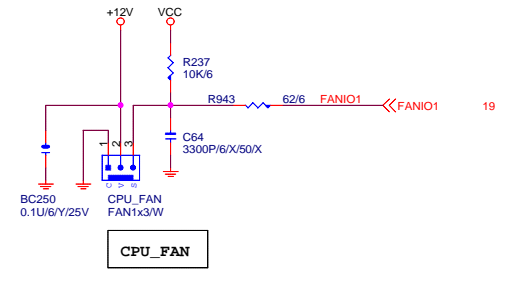 +12V VCC
R237
10K/6
R943 62/6 FANIO1 FANIO1 19
C64
3300P/6/X/50/X
1 2 3
C V S
BC250
0.1U/6/Y/25V
CPU_FAN
FAN1x3/W
CPU_FAN